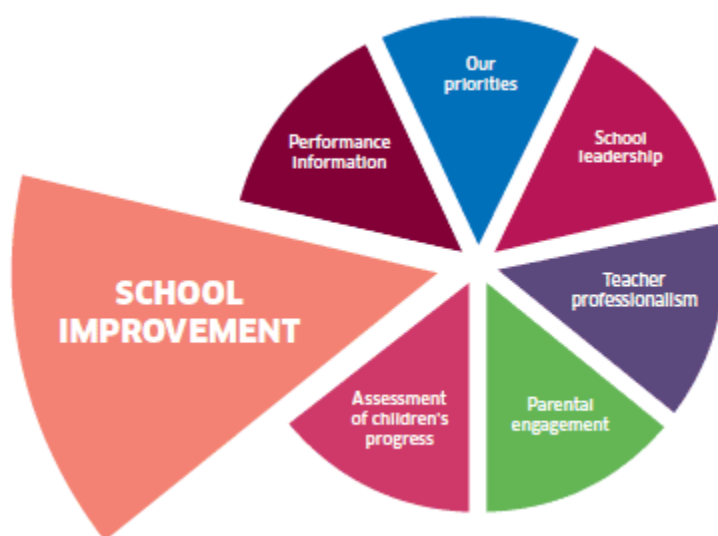 Our
priorities
School
leadership
Teacher
professionalism
Parental
engagement
Assessment
of children's
progress
SCHOOL
IMPROVEMENT
Performance
information